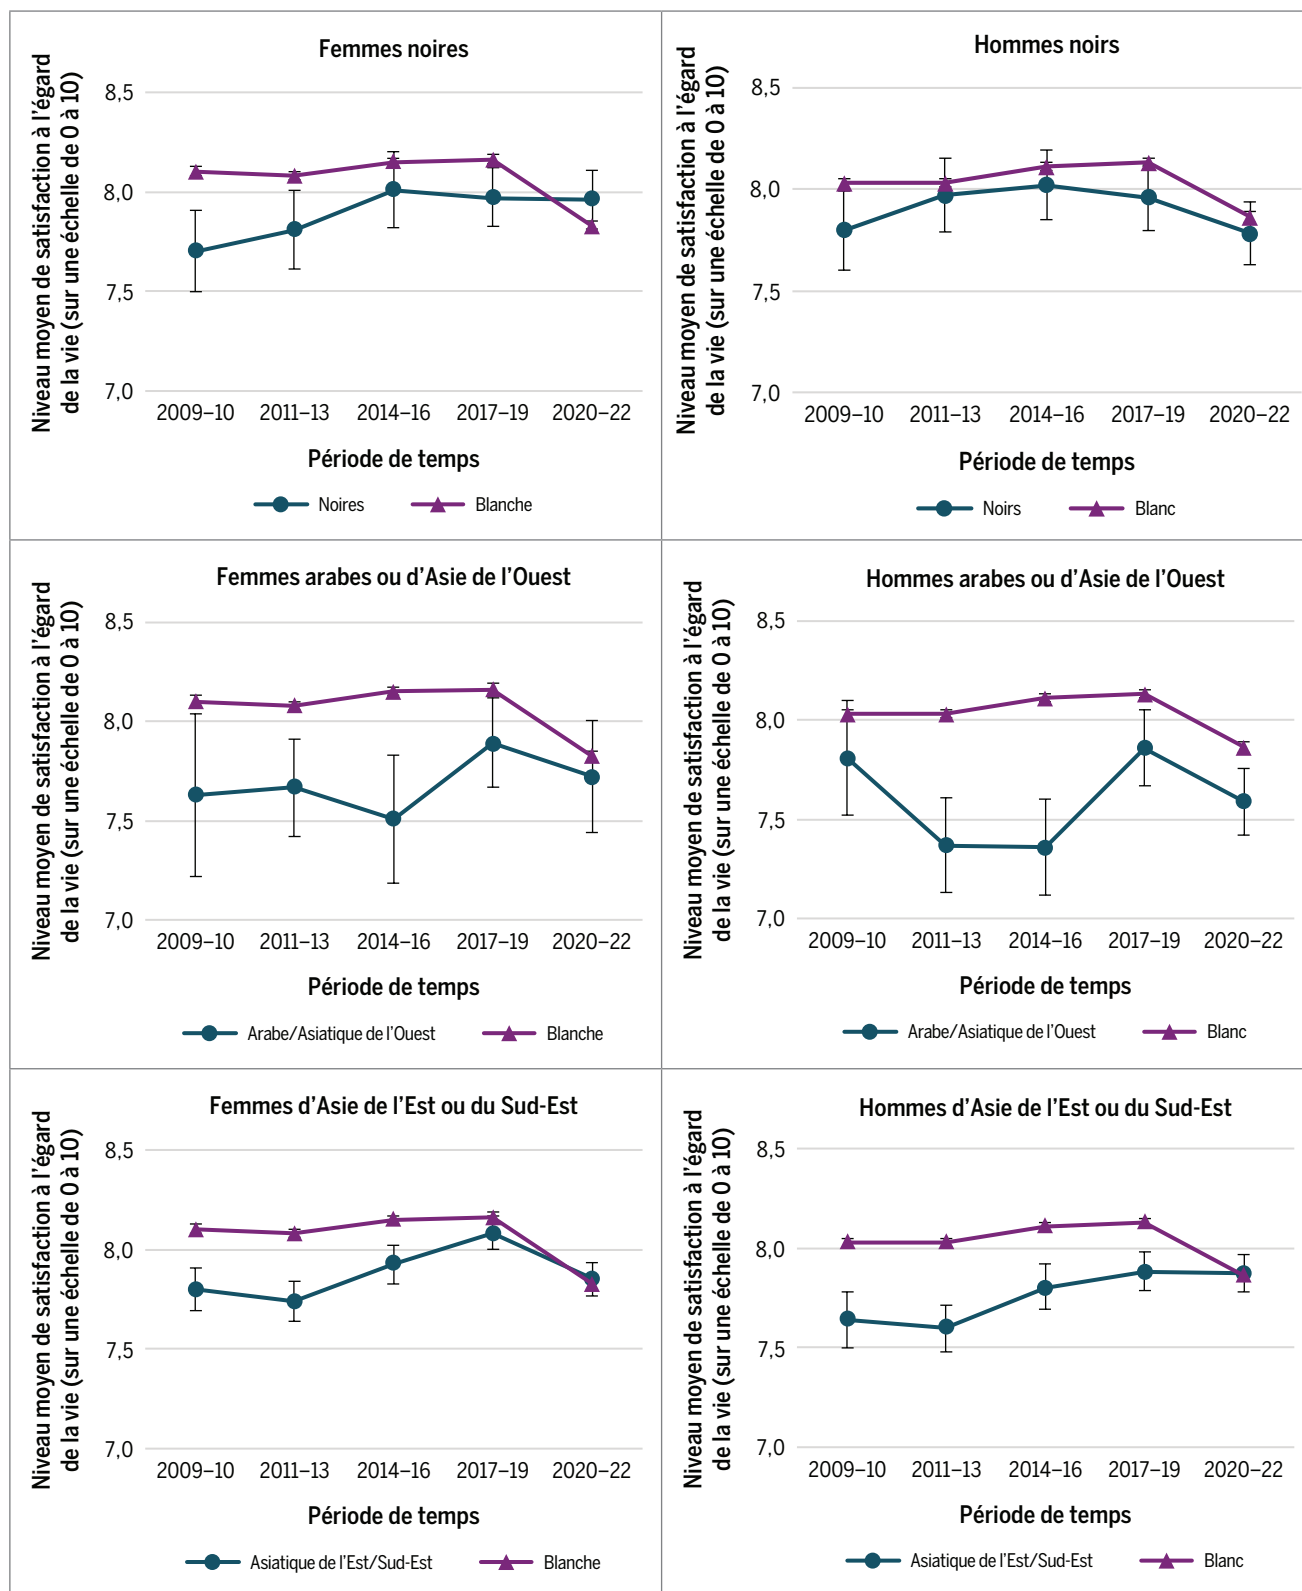 Femmes noires
Niveau moyen de satisfaction à l'égard
de la vie (sur une échelle de 0 à 10)
8,5
8,0
7,5
7,0
2009–10 2011–13 2014–16 2017–19 2020–22
Période de temps
Noires Blanche
Hommes noirs
Niveau moyen de satisfaction à l'égard
de la vie (sur une échelle de 0 à 10)
8,5
8,0
7,5
7,0
2009–10 2011–13 2014–16 2017–19 2020–22
Période de temps
Noirs Blanc
Femmes arabes ou d'Asie de l'Ouest
Niveau moyen de satisfaction à l'égard
de la vie (sur une échelle de 0 à 10)
8,5
8,0
7,5
7,0
2009–10 2011–13 2014–16 2017–19 2020–22
Période de temps
Arabe/Asiatique de l'Ouest Blanche
Hommes arabes ou d'Asie de l'Ouest
Niveau moyen de satisfaction à l'égard
de la vie (sur une échelle de 0 à 10)
8,5
8,0
7,5
7,0
2009–10 2011–13 2014–16 2017–19 2020–22
Période de temps
Arabe/Asiatique de l'Ouest Blanc
Femmes d'Asie de l'Est ou du Sud-Est
Niveau moyen de satisfaction à l'égard
de la vie (sur une échelle de 0 à 10)
8,5
8,0
7,5
7,0
2009–10 2011–13 2014–16 2017–19 2020–22
Période de temps
Asiatique de l'Est/Sud-Est Blanche
Hommes d'Asie de l'Est ou du Sud-Est
Niveau moyen de satisfaction à l'égard
de la vie (sur une échelle de 0 à 10)
8,5
8,0
7,5
7,0
2009–10 2011–13 2014–16 2017–19 2020–22
Période de temps
Asiatique de l'Est/Sud-Est Blanc